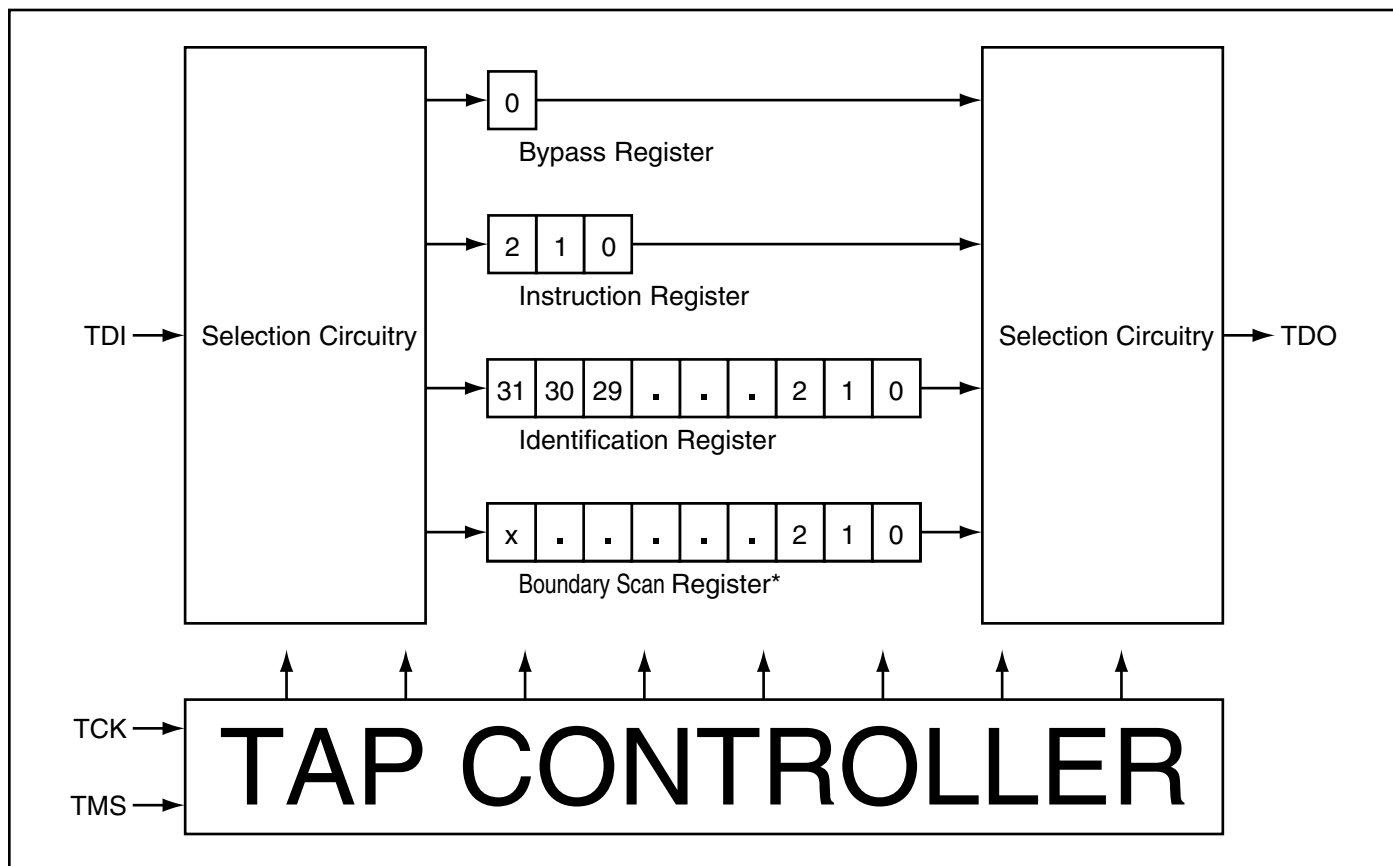 0
Bypass Register
2 1 0
Instruction Register
TDI
Selection Circuitry
Selection Circuitry
TDO
31 30 29 . . . 2 1 0
Identification Register
x . . . . . 2 1 0
Boundary Scan Register*
TCK
TAP CONTROLLER
TMS